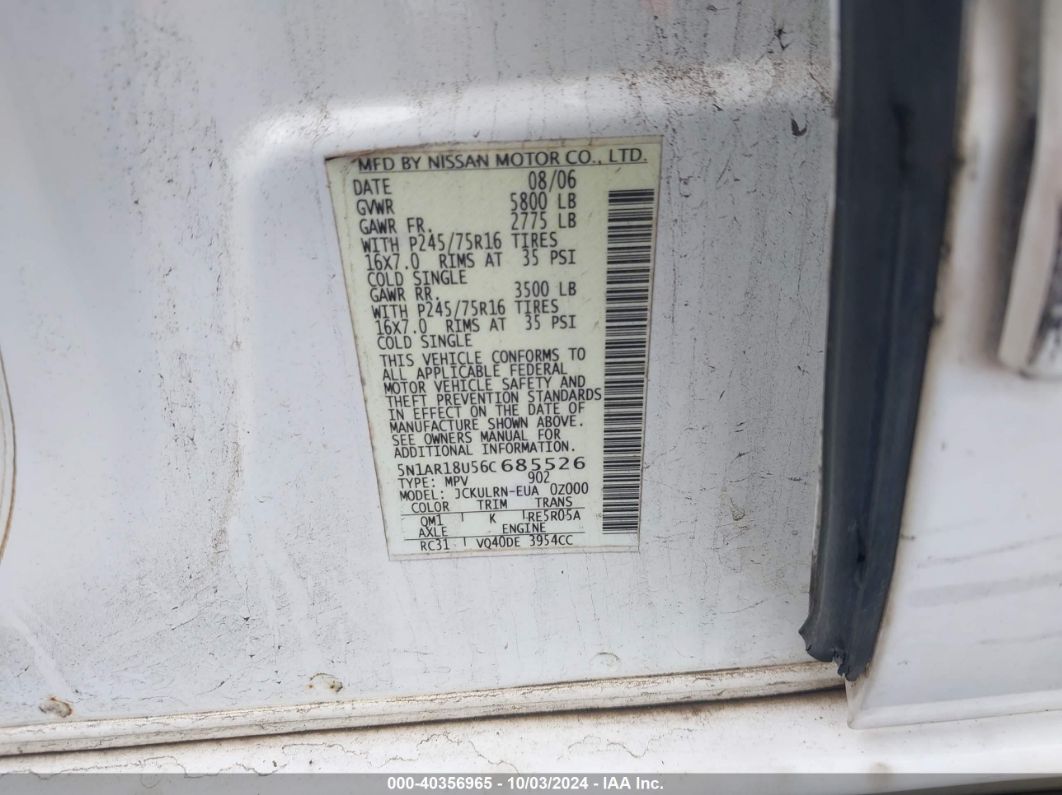 MFD BY NISSAN MOTOR CO., LTD.
DATE 08/06
GVWR 5800 LB
GAWR FR. 2775 LB
WITH P245/75R16 TIRES
16X7.0 RIMS AT 35 PSI
COLD SINGLE
GAWR RR. 3500 LB
WITH P245/75R16 TIRES
16X7.0 RIMS AT 35 PSI
COLD SINGLE
THIS VEHICLE CONFORMS TO
ALL APPLICABLE FEDERAL
MOTOR VEHICLE SAFETY AND
THEFT PREVENTION STANDARDS
IN EFFECT ON THE DATE OF
MANUFACTURE SHOWN ABOVE.
SEE OWNERS MANUAL FOR
ADDITIONAL INFORMATION.
5N1AR18U56C685526
TYPE: MPV 902
MODEL: JCKULRN-EUA 0Z000
COLOR TRIM TRANS
QM1 K RE5R05A
AXLE ENGINE
RC31 VQ40DE 3954CC
000-40356965 - 10/03/2024 - IAA Inc.